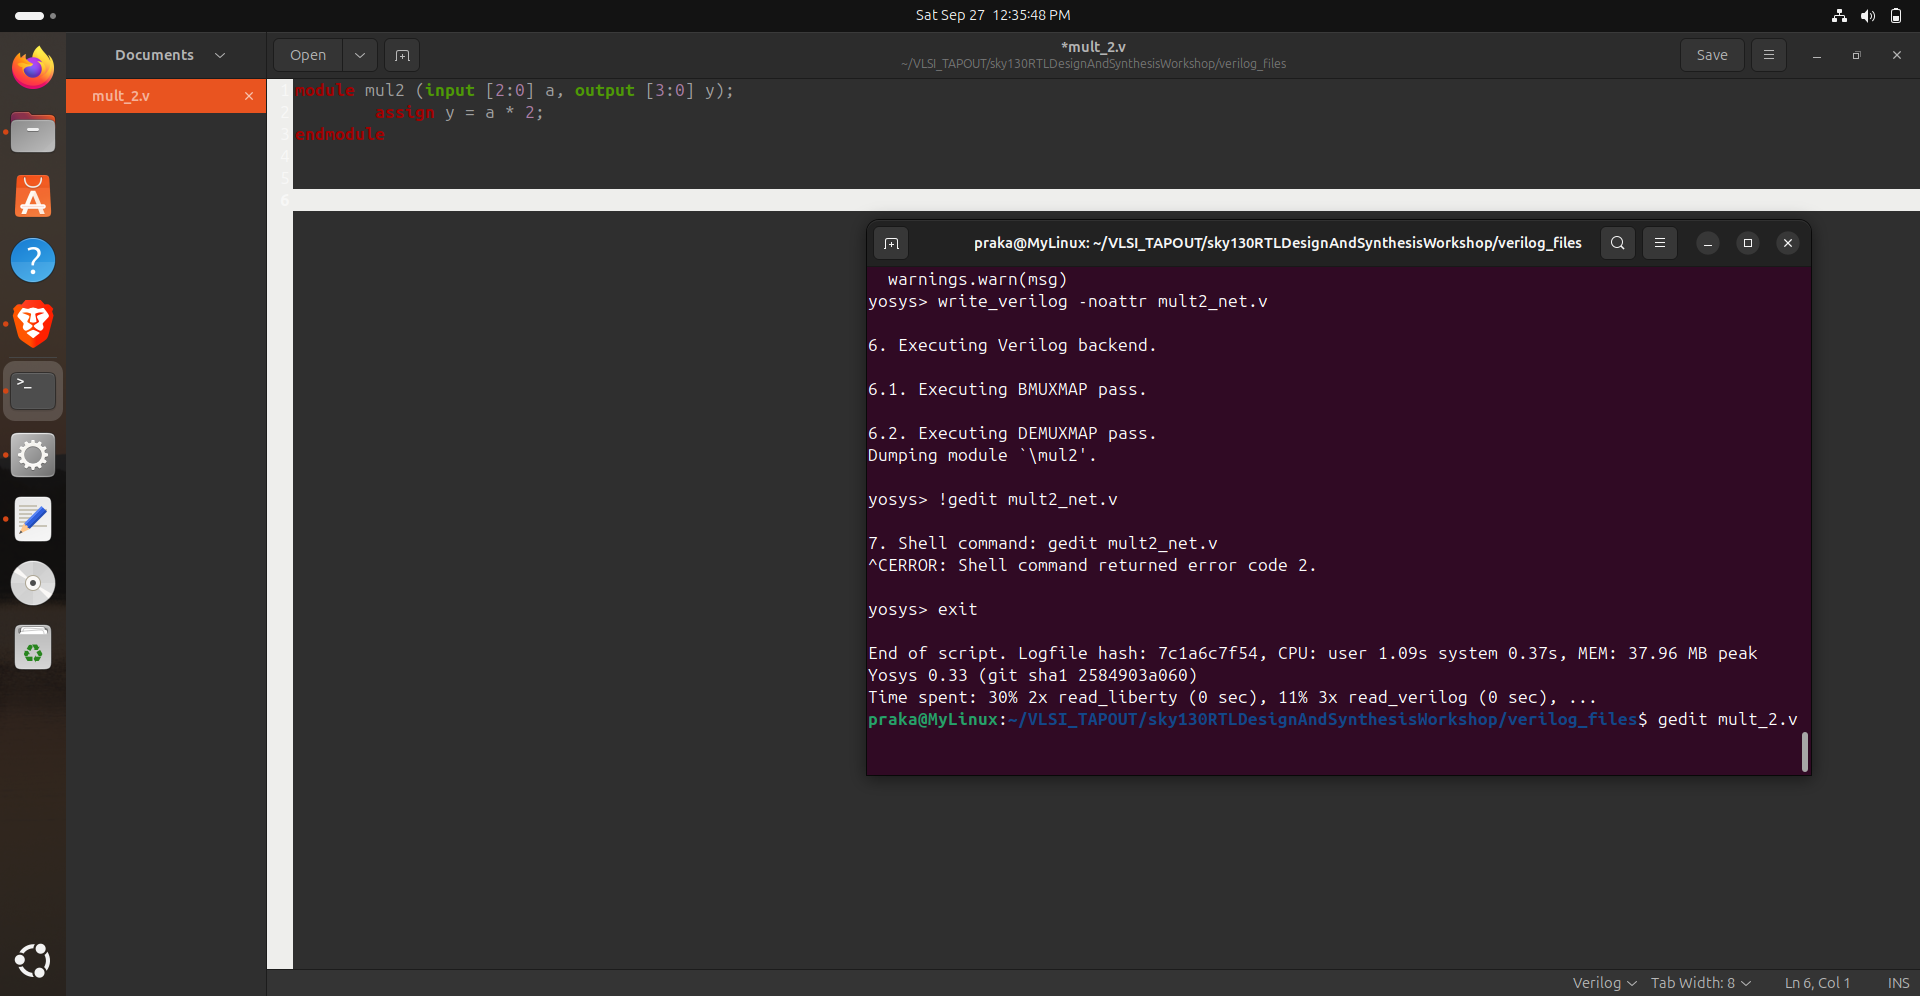 Sat Sep 27 12:35:48 PM
Documents
Open
*mult_2.v
~/VLSI_TAPOUT/sky130RTLDesignAndSynthesisWorkshop/verilog_files
Save
mult_2.v
1 module mul2 (input [2:0] a, output [3:0] y);
2 assign y = a * 2;
3 endmodule
4
5
6
praka@MyLinux: ~/VLSI_TAPOUT/sky130RTLDesignAndSynthesisWorkshop/verilog_files
warnings.warn(msg)
yosys> write_verilog -noattr mult2_net.v
6. Executing Verilog backend.
6.1. Executing BMUXMAP pass.
6.2. Executing DEMUXMAP pass.
Dumping module `\mul2'.
yosys> !gedit mult2_net.v
7. Shell command: gedit mult2_net.v
^CERROR: Shell command returned error code 2.
yosys> exit
End of script. Logfile hash: 7c1a6c7f54, CPU: user 1.09s system 0.37s, MEM: 37.96 MB peak
Yosys 0.33 (git sha1 2584903a060)
Time spent: 30% 2x read_liberty (0 sec), 11% 3x read_verilog (0 sec), ...
praka@MyLinux:~/VLSI_TAPOUT/sky130RTLDesignAndSynthesisWorkshop/verilog_files$ gedit mult_2.v
Verilog Tab Width: 8 Ln 6, Col 1 INS